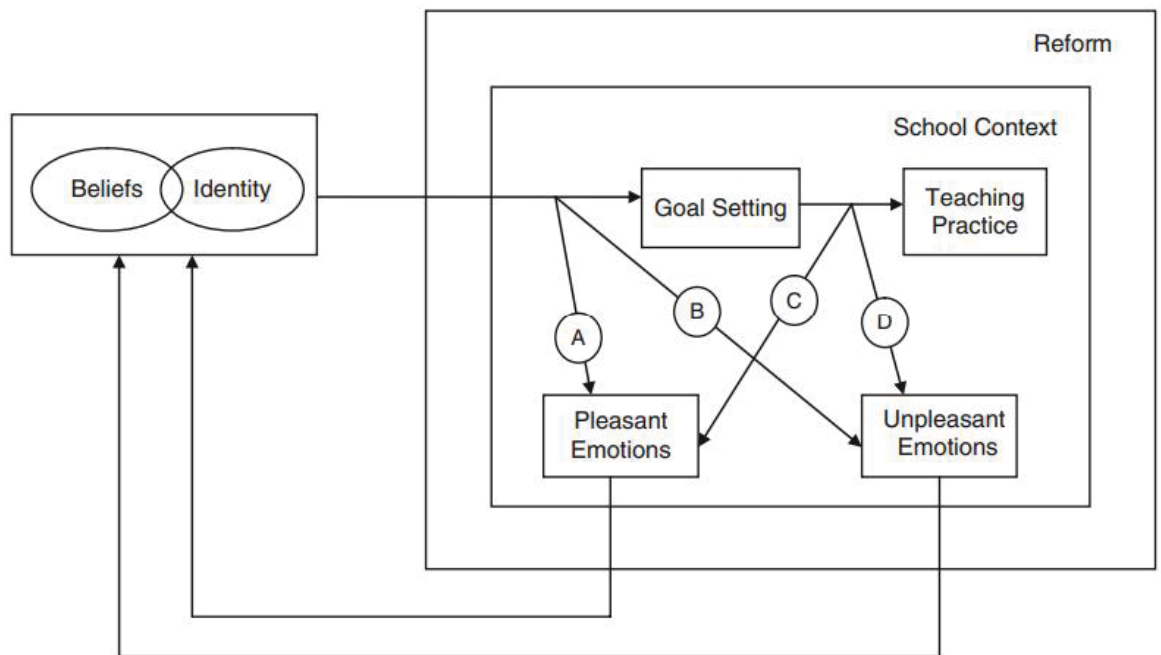 Reform
School Context
Beliefs
Identity
Goal Setting
Teaching
Practice
A
B
C
D
Pleasant
Emotions
Unpleasant
Emotions